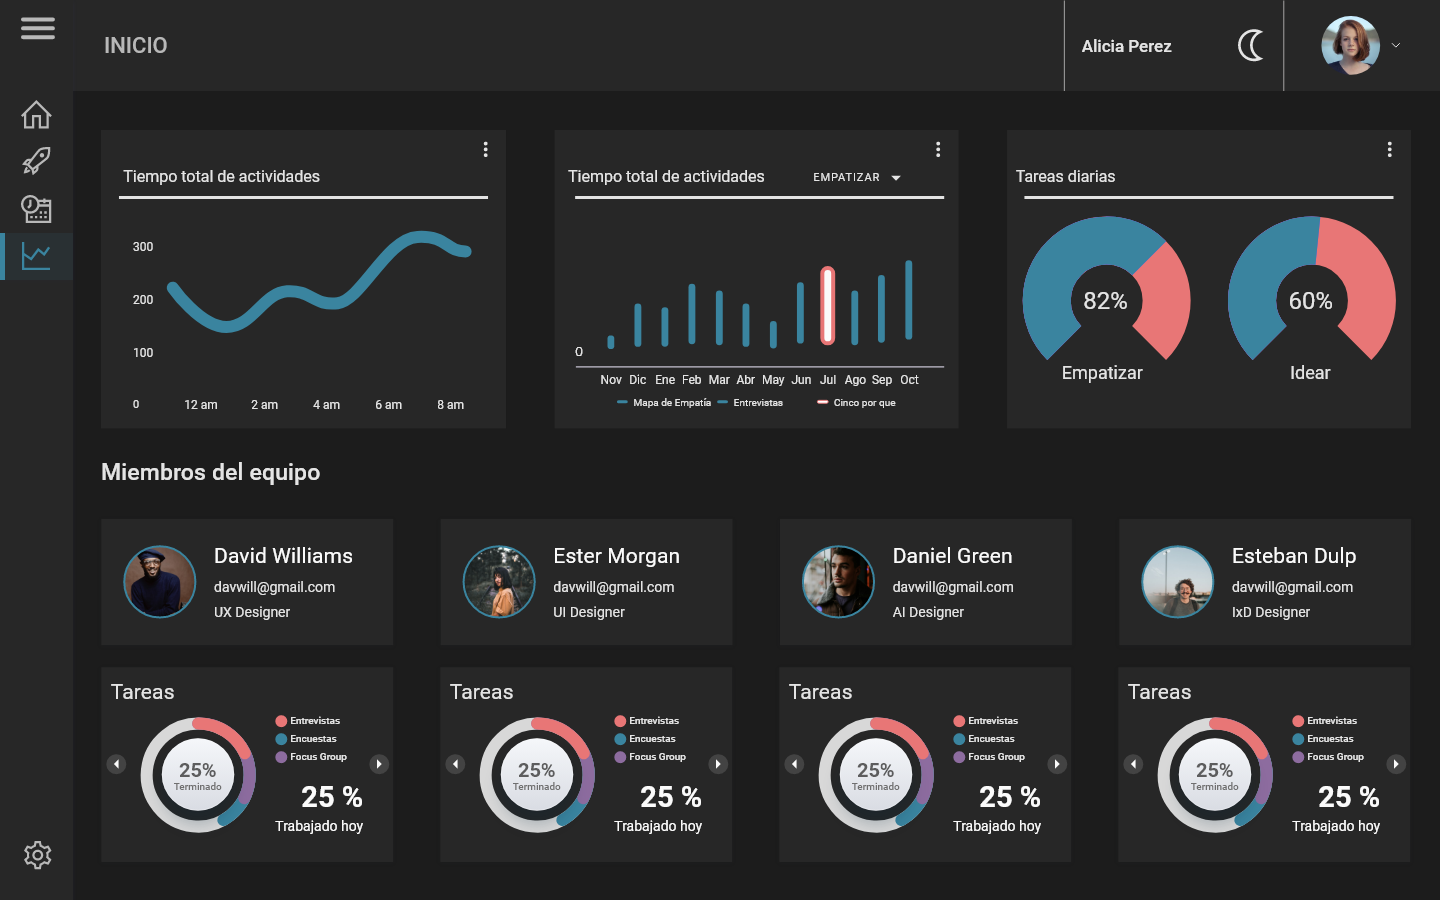 INICIO
Alicia Perez
Tiempo total de actividades
300
200
100
0
12 am 2 am 4 am 6 am 8 am
Tiempo total de actividades EMPATIZAR
0
Nov Dic Ene Feb Mar Abr May Jun Jul Ago Sep Oct
Mapa de Empatía Entrevistas Cinco por que
Tareas diarias
82% 60%
Empatizar Idear
Miembros del equipo
David Williams
davwill@gmail.com
UX Designer
Ester Morgan
davwill@gmail.com
UI Designer
Daniel Green
davwill@gmail.com
AI Designer
Esteban Dulp
davwill@gmail.com
IxD Designer
Tareas
Entrevistas
Encuestas
Focus Group
25%
Terminado
25 %
Trabajado hoy
Tareas
Entrevistas
Encuestas
Focus Group
25%
Terminado
25 %
Trabajado hoy
Tareas
Entrevistas
Encuestas
Focus Group
25%
Terminado
25 %
Trabajado hoy
Tareas
Entrevistas
Encuestas
Focus Group
25%
Terminado
25 %
Trabajado hoy